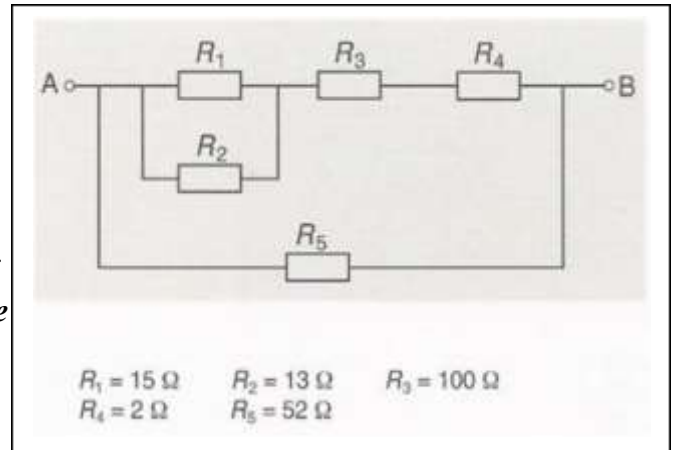 R₁ R₃ R₄
A B
R₂
R₅
e
R₁ = 15 Ω R₂ = 13 Ω R₃ = 100 Ω
R₄ = 2 Ω R₅ = 52 Ω